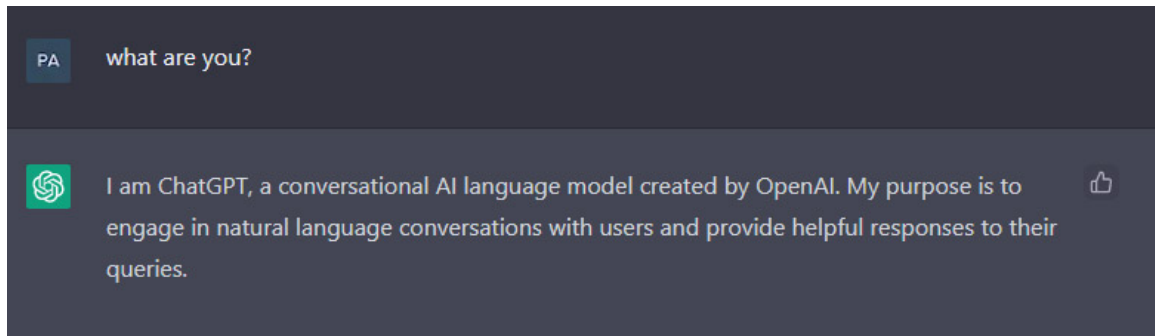 PA
what are you?
I am ChatGPT, a conversational AI language model created by OpenAI. My purpose is to
engage in natural language conversations with users and provide helpful responses to their
queries.